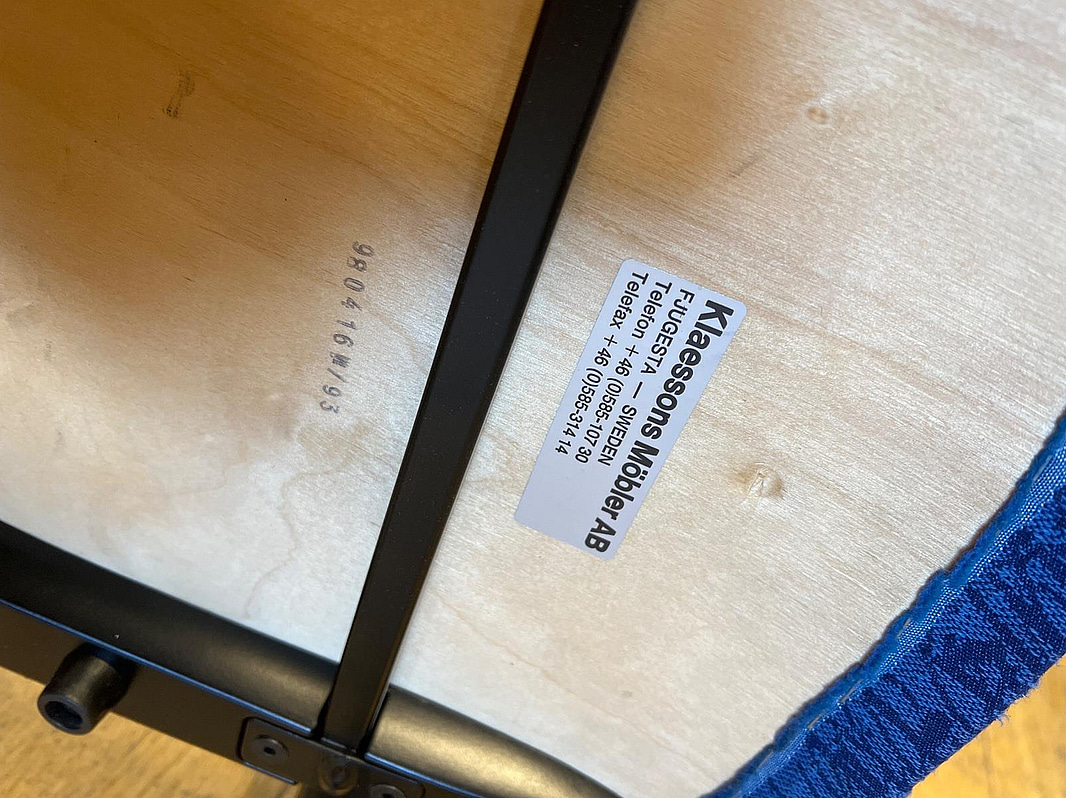 980416W/93
Klaessons Möbler AB
FJUGESTA — SWEDEN
Telefon +46 (0)585-107 30
Telefax +46 (0)585-314 14